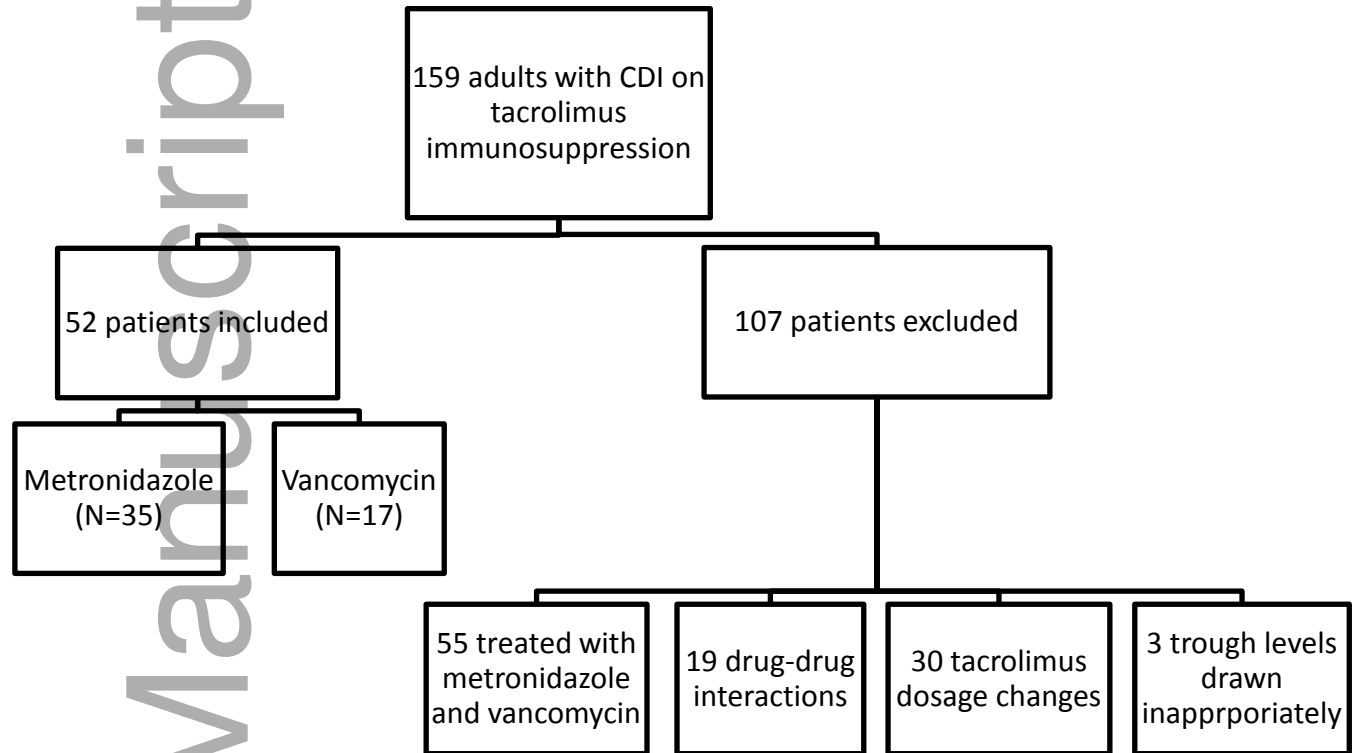 Manuscript
159 adults with CDI on
tacrolimus
immunosuppression
52 patients included
107 patients excluded
Metronidazole
(N=35)
Vancomycin
(N=17)
55 treated with
metronidazole
and vancomycin
19 drug-drug
interactions
30 tacrolimus
dosage changes
3 trough levels
drawn
inapprporiately